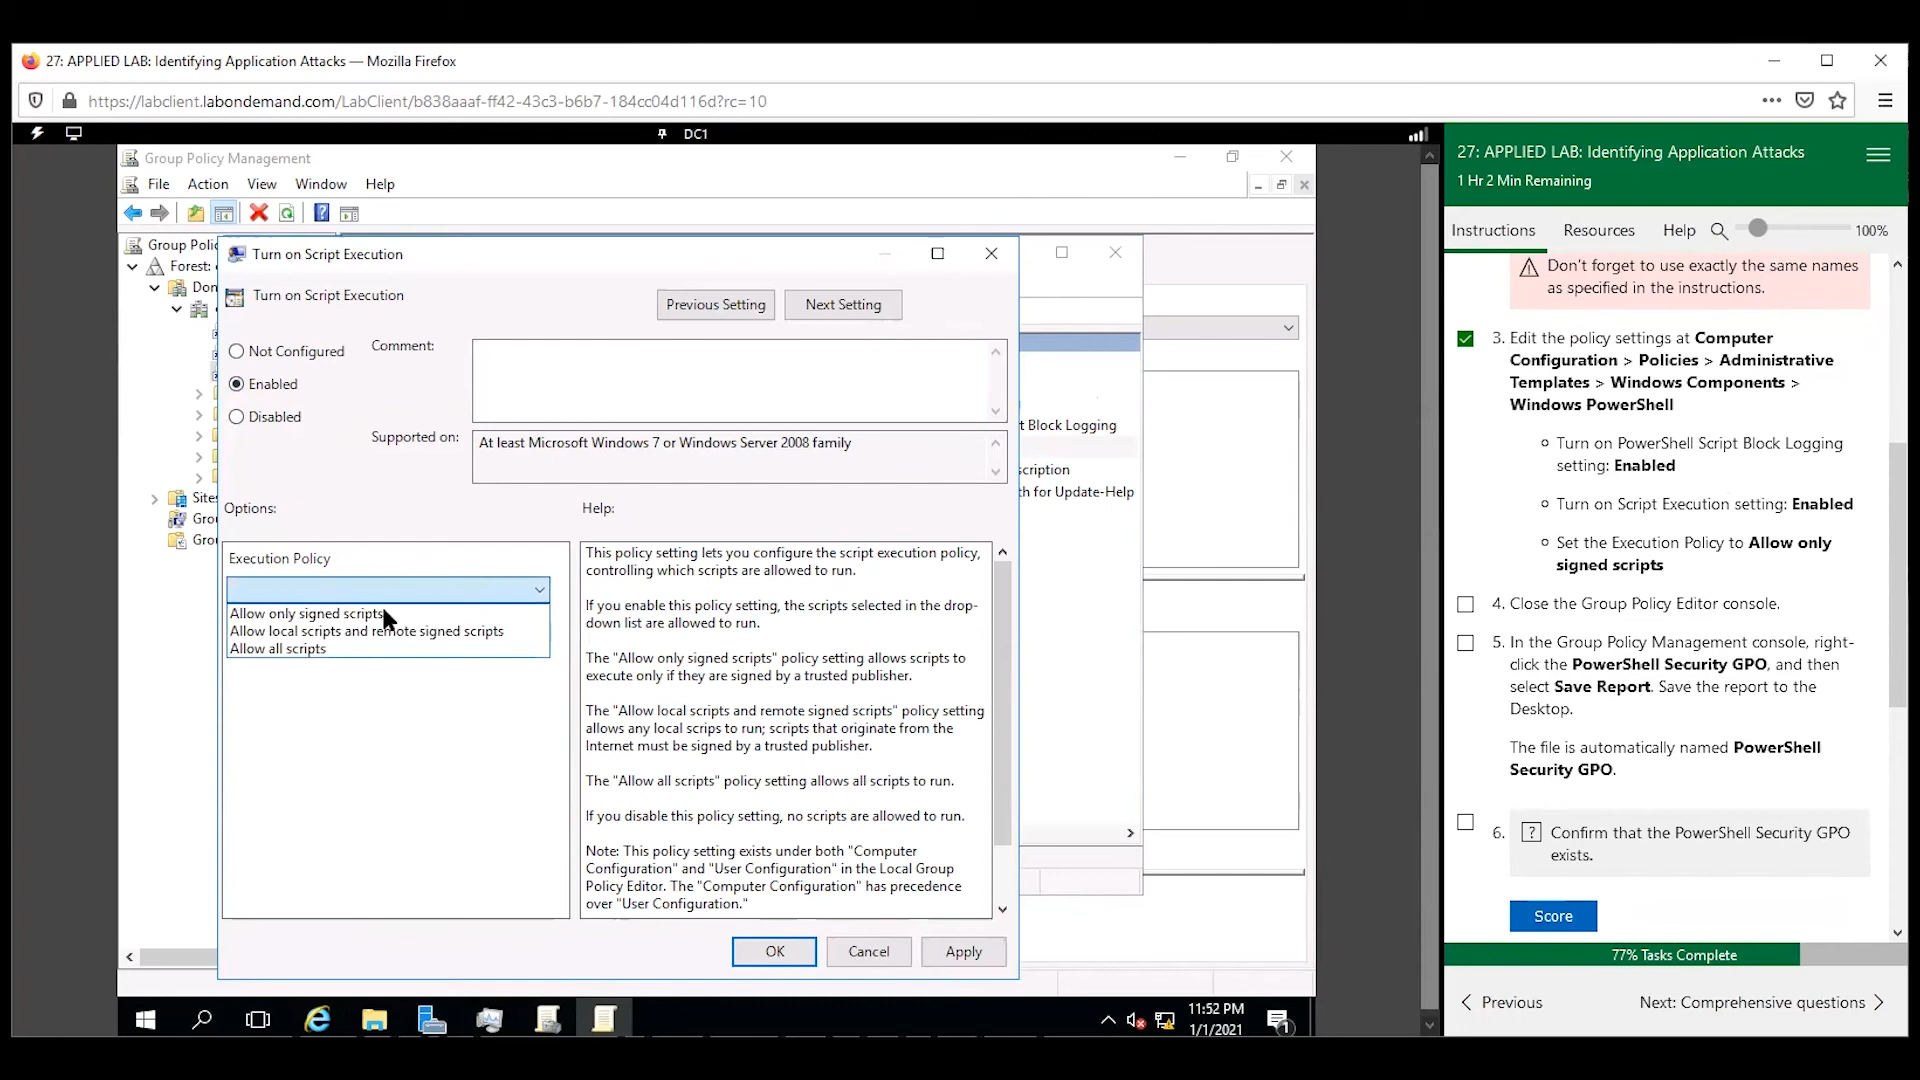 27: APPLIED LAB: Identifying Application Attacks — Mozilla Firefox
https://labclient.labondemand.com/LabClient/b838aaaf-ff42-43c3-b6b7-184cc04d116d?rc=10
DC1
Group Policy Management
File Action View Window Help
Group Polic
Forest:
Don
Sites
Grou
Grou
Turn on Script Execution
Turn on Script Execution
Previous Setting
Next Setting
Not Configured
Enabled
Disabled
Comment:
Supported on:
At least Microsoft Windows 7 or Windows Server 2008 family
Options:
Help:
Execution Policy
Allow only signed scripts
Allow local scripts and remote signed scripts
Allow all scripts
This policy setting lets you configure the script execution policy,
controlling which scripts are allowed to run.
If you enable this policy setting, the scripts selected in the drop-
down list are allowed to run.
The "Allow only signed scripts" policy setting allows scripts to
execute only if they are signed by a trusted publisher.
The "Allow local scripts and remote signed scripts" policy setting
allows any local scrips to run; scripts that originate from the
Internet must be signed by a trusted publisher.
The "Allow all scripts" policy setting allows all scripts to run.
If you disable this policy setting, no scripts are allowed to run.
Note: This policy setting exists under both "Computer
Configuration" and "User Configuration" in the Local Group
Policy Editor. The "Computer Configuration" has precedence
over "User Configuration."
OK
Cancel
Apply
t Block Logging
scription
th for Update-Help
11:52 PM
1/1/2021
1
27: APPLIED LAB: Identifying Application Attacks
1 Hr 2 Min Remaining
Instructions Resources Help 100%
Don't forget to use exactly the same names
as specified in the instructions.
3. Edit the policy settings at Computer
Configuration > Policies > Administrative
Templates > Windows Components >
Windows PowerShell
Turn on PowerShell Script Block Logging
setting: Enabled
Turn on Script Execution setting: Enabled
Set the Execution Policy to Allow only
signed scripts
4. Close the Group Policy Editor console.
5. In the Group Policy Management console, right-
click the PowerShell Security GPO, and then
select Save Report. Save the report to the
Desktop.
The file is automatically named PowerShell
Security GPO.
6. ? Confirm that the PowerShell Security GPO
exists.
Score
77% Tasks Complete
Previous
Next: Comprehensive questions